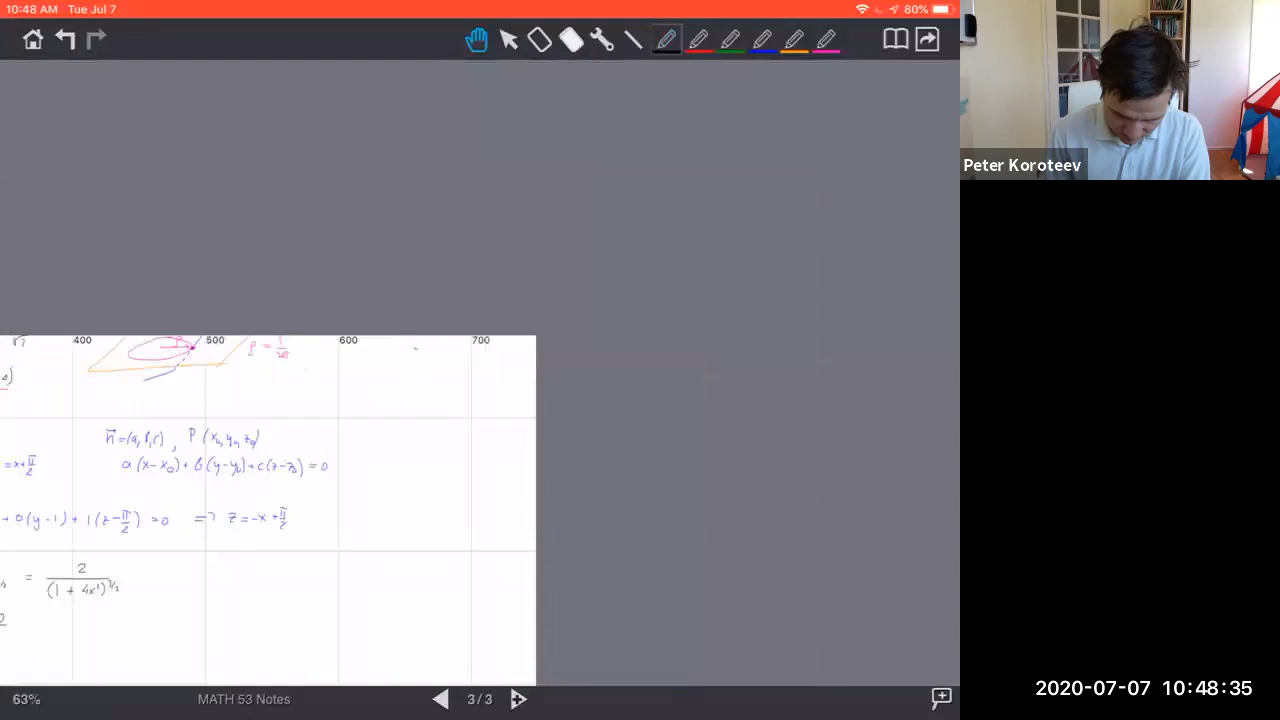 10:48 AM Tue Jul 7
80%
Peter Koroteev
400 500 600 700
ρ = 1/æ
n⃗ = (a, b, c) , P (x₀, y₀, z₀)
= x + π/2
a (x - x₀) + b (y - y₀) + c (z - z₀) = 0
+ 0 (y - 1) + 1 (z - π/2) = 0 => z = -x + π/2
= 2 / (1 + 4x²)^(3/2)
2
63%
MATH 53 Notes
3/3
2020-07-07 10:48:35